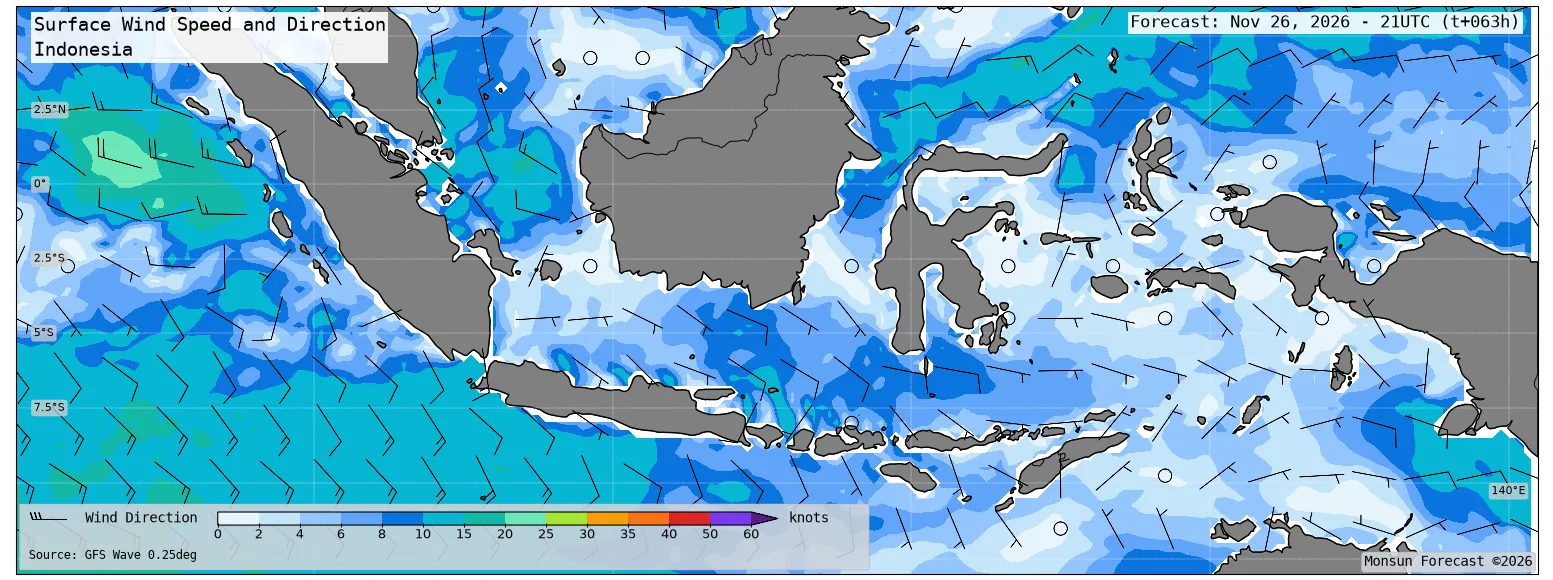 Surface Wind Speed and Direction
Indonesia
Forecast: Nov 26, 2026 - 21UTC (t+063h)
2.5°N
0°
2.5°S
5°S
7.5°S
140°E
Wind Direction
0 2 4 6 8 10 15 20 25 30 35 40 50 60
knots
Source: GFS Wave 0.25deg
Monsun Forecast ©2026